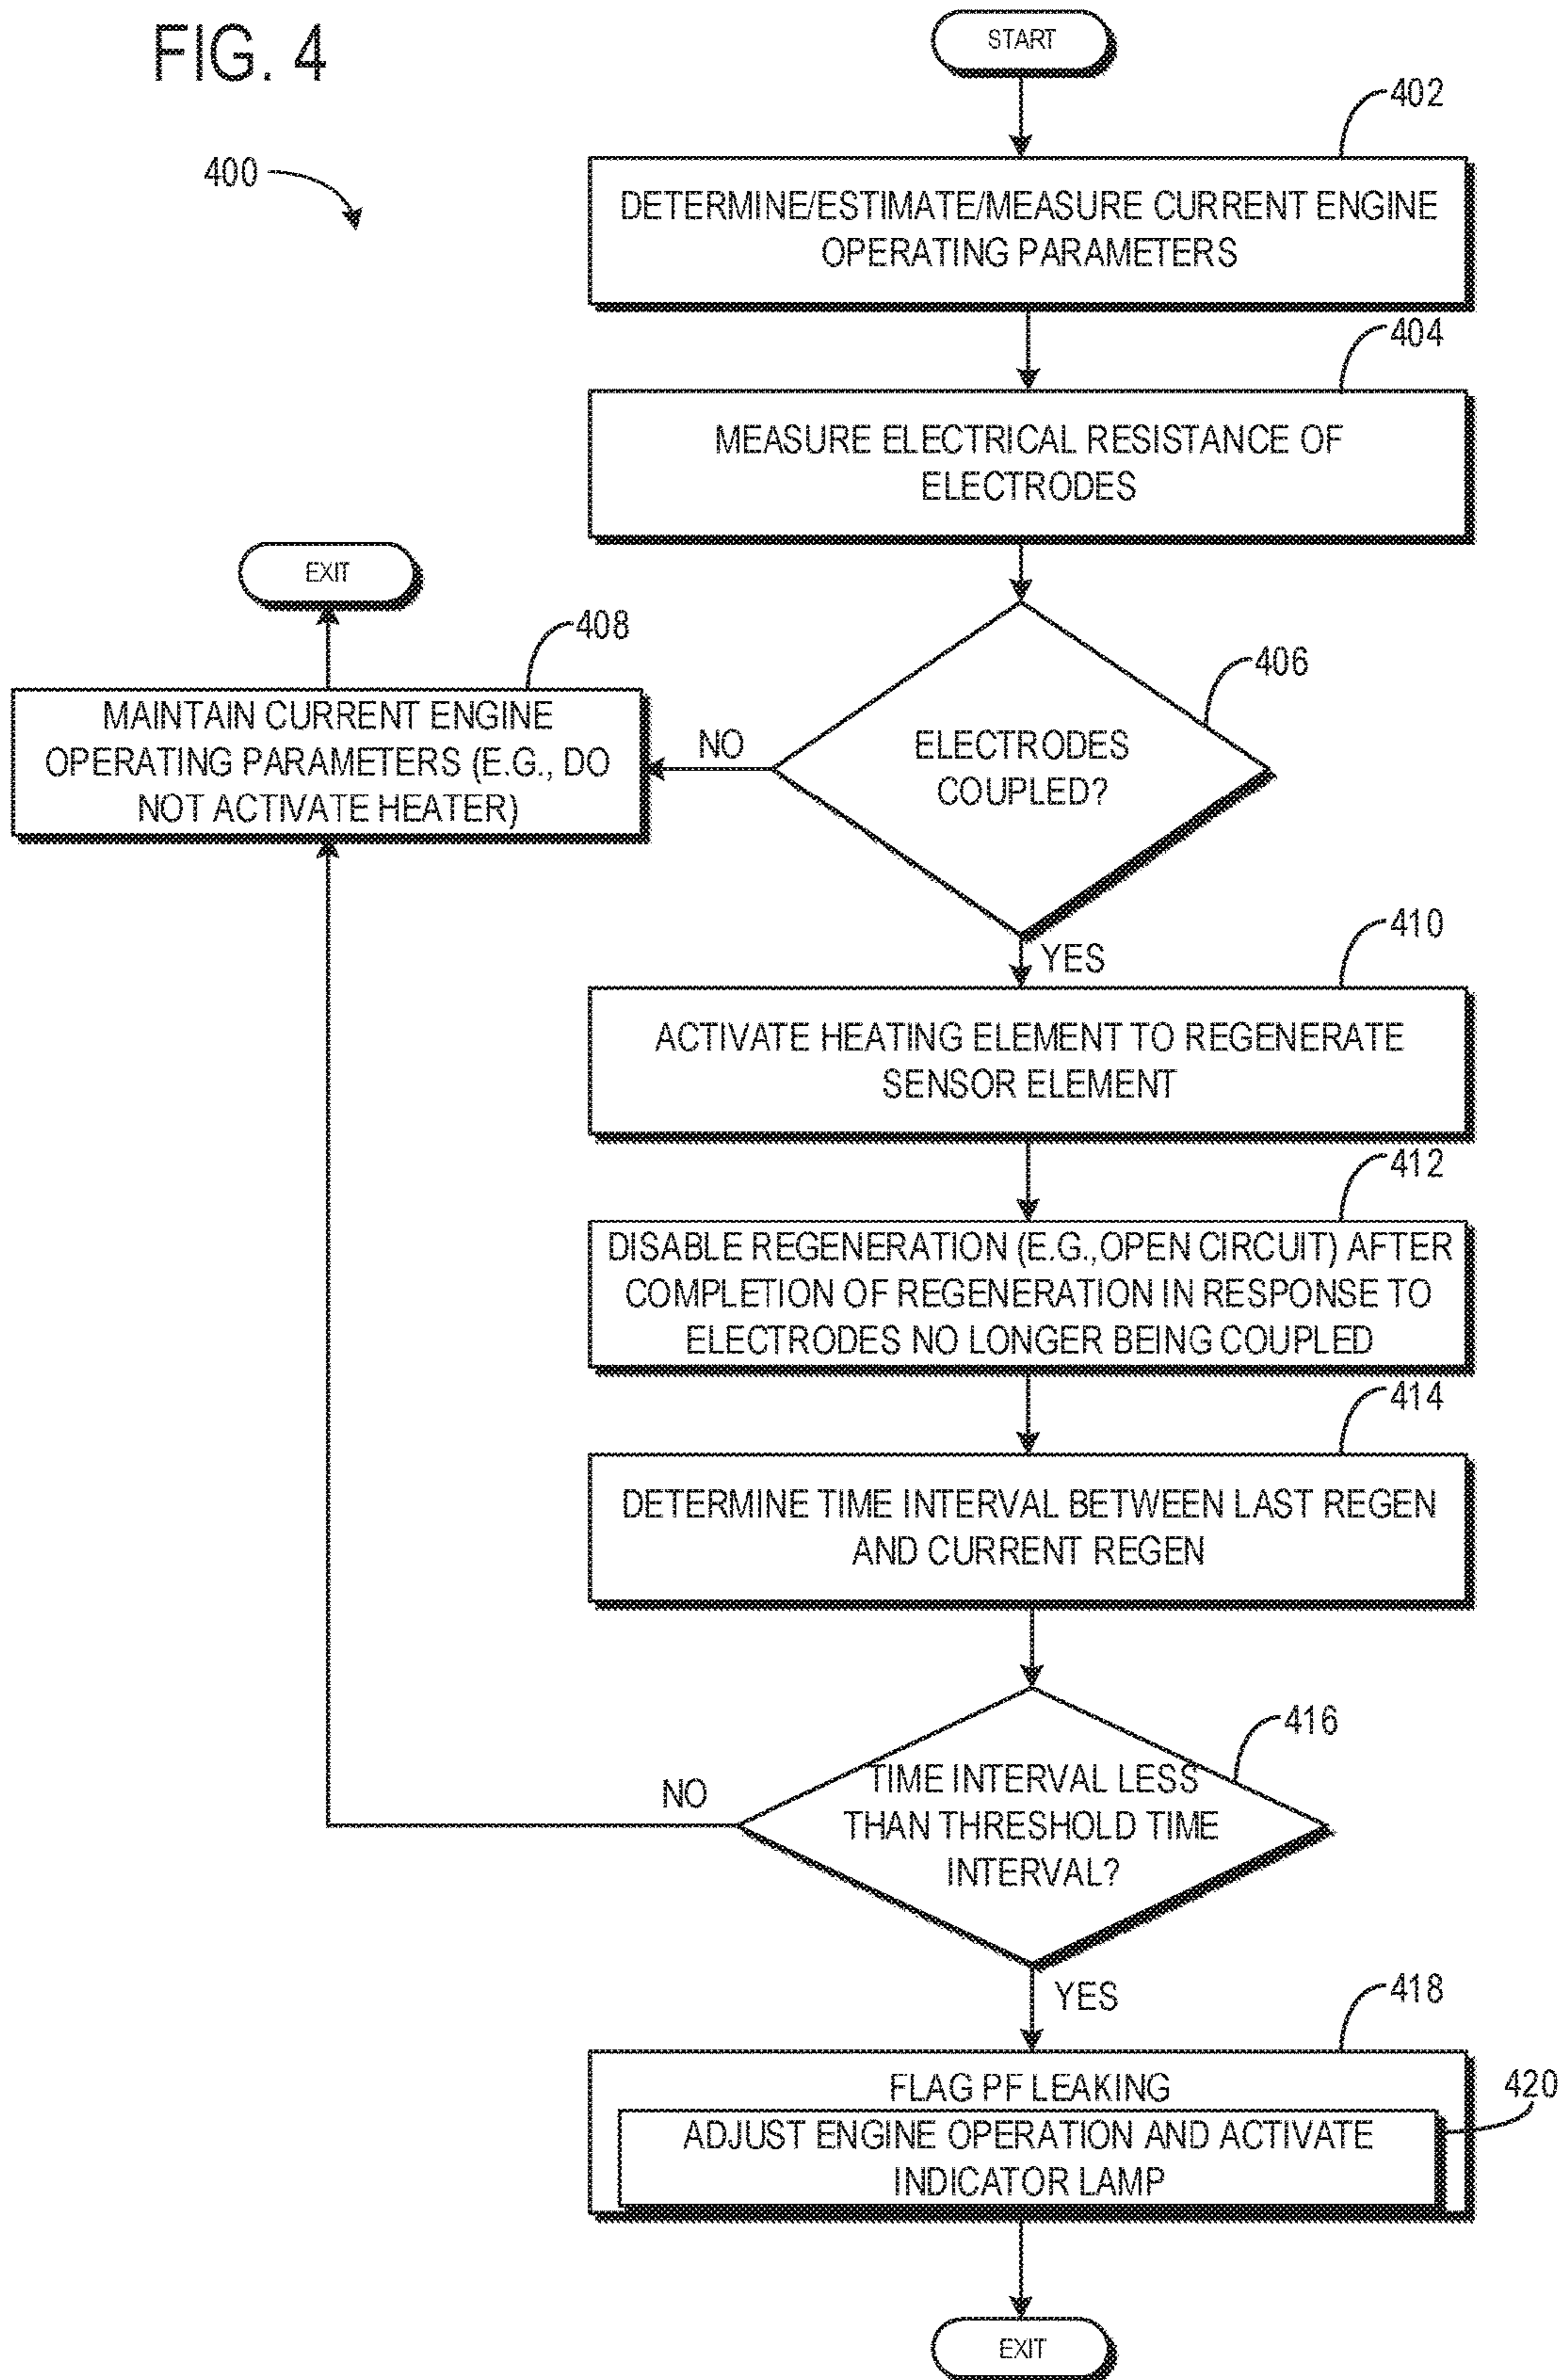 FIG. 4
400
START
402
DETERMINE/ESTIMATE/MEASURE CURRENT ENGINE
OPERATING PARAMETERS
404
MEASURE ELECTRICAL RESISTANCE OF
ELECTRODES
406
ELECTRODES
COUPLED?
NO
EXIT
408
MAINTAIN CURRENT ENGINE
OPERATING PARAMETERS (E.G., DO
NOT ACTIVATE HEATER)
YES
410
ACTIVATE HEATING ELEMENT TO REGENERATE
SENSOR ELEMENT
412
DISABLE REGENERATION (E.G.,OPEN CIRCUIT) AFTER
COMPLETION OF REGENERATION IN RESPONSE TO
ELECTRODES NO LONGER BEING COUPLED
414
DETERMINE TIME INTERVAL BETWEEN LAST REGEN
AND CURRENT REGEN
416
TIME INTERVAL LESS
THAN THRESHOLD TIME
INTERVAL?
NO
YES
418
FLAG PF LEAKING
420
ADJUST ENGINE OPERATION AND ACTIVATE
INDICATOR LAMP
EXIT